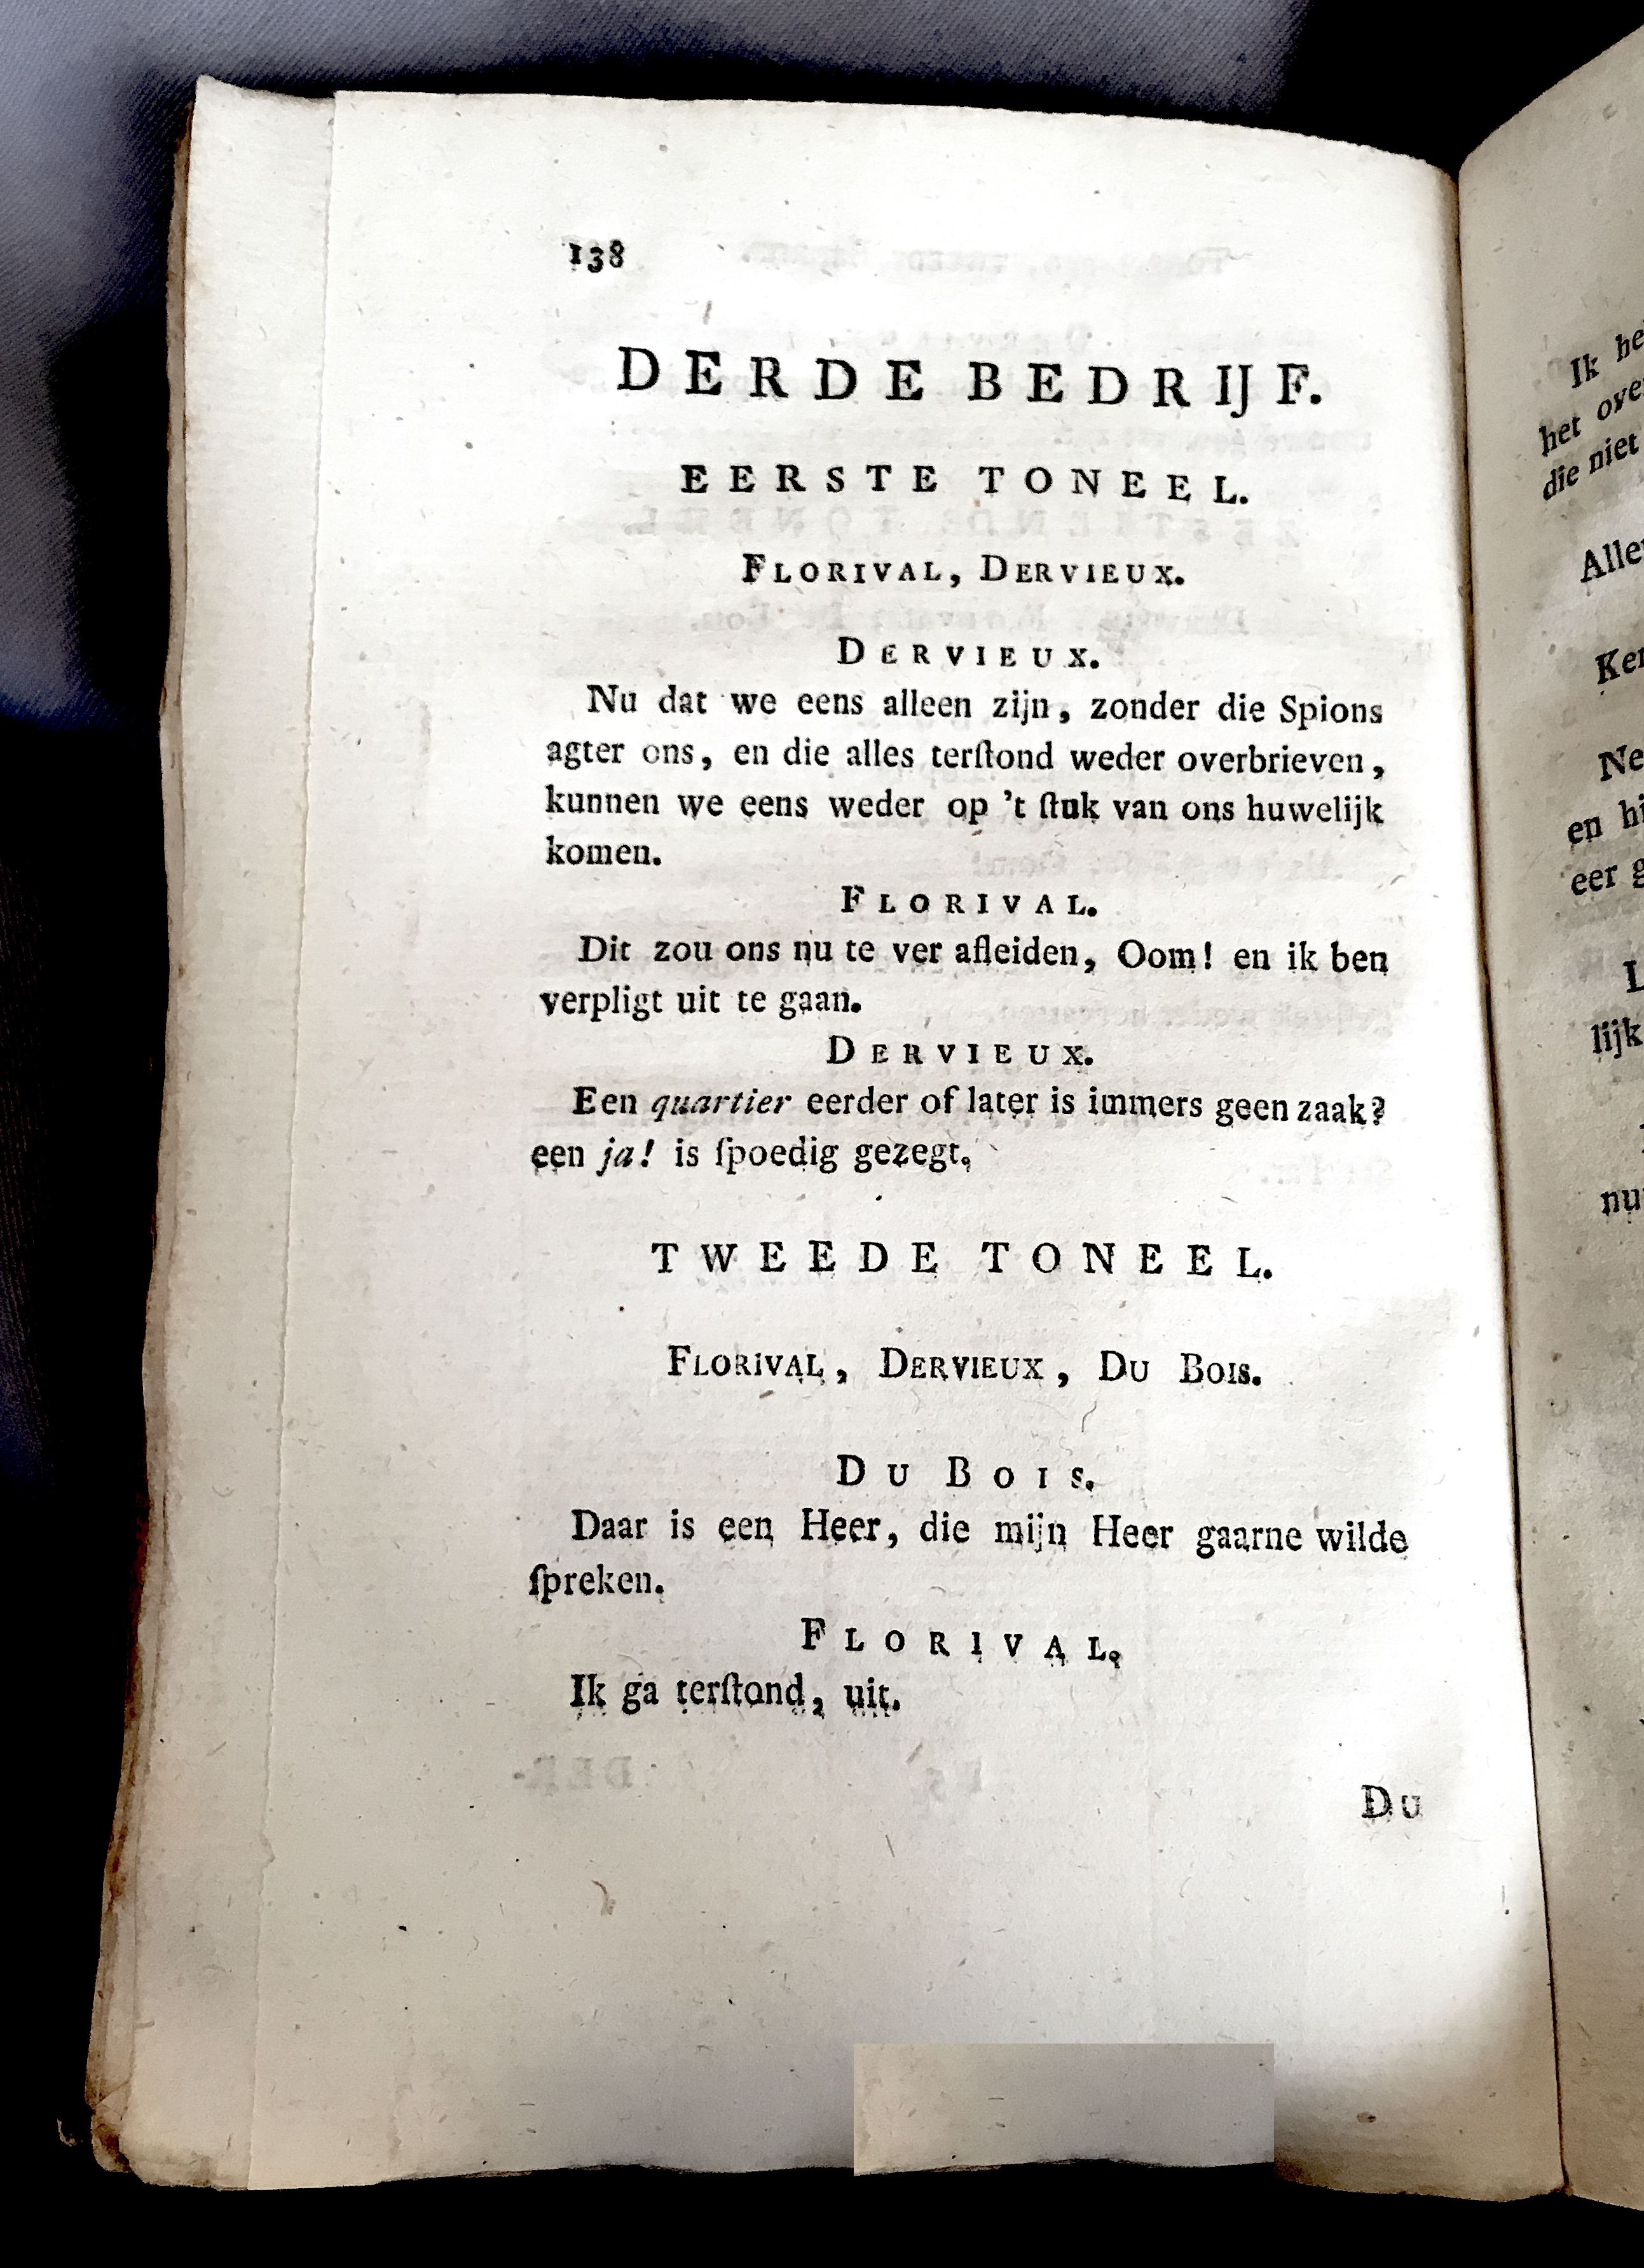 138
DERDE BEDRIJF.
EERSTE TONEEL.
FLORIVAL, DERVIEUX.
DERVIEUX.
Nu dat we eens alleen zijn, zonder die Spions
agter ons, en die alles terſtond weder overbrieven,
kunnen we eens weder op 't ſtuk van ons huwelijk
komen.
FLORIVAL.
Dit zou ons nu te ver afleiden, Oom! en ik ben
verpligt uit te gaan.
DERVIEUX.
Een quartier eerder of later is immers geen zaak?
een ja! is ſpoedig gezegt.
TWEEDE TONEEL.
FLORIVAL, DERVIEUX, DU BOIS.
DU BOIS.
Daar is een Heer, die mijn Heer gaarne wilde
ſpreken.
FLORIVAL.
Ik ga terſtond, uit.
DU
Ik
het
die niet
en
eer
lijk